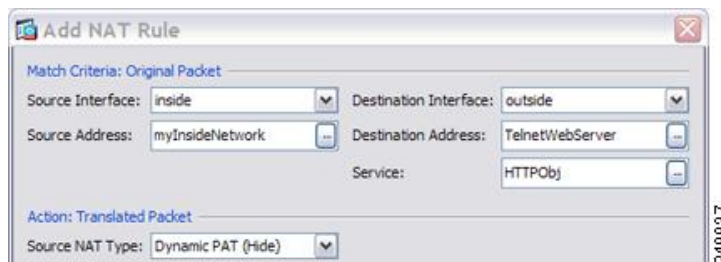 Add NAT Rule
Match Criteria: Original Packet
Source Interface: inside Destination Interface: outside
Source Address: myInsideNetwork ... Destination Address: TelnetWebServer ...
Service: HTTPObj ...
Action: Translated Packet
Source NAT Type: Dynamic PAT (Hide)